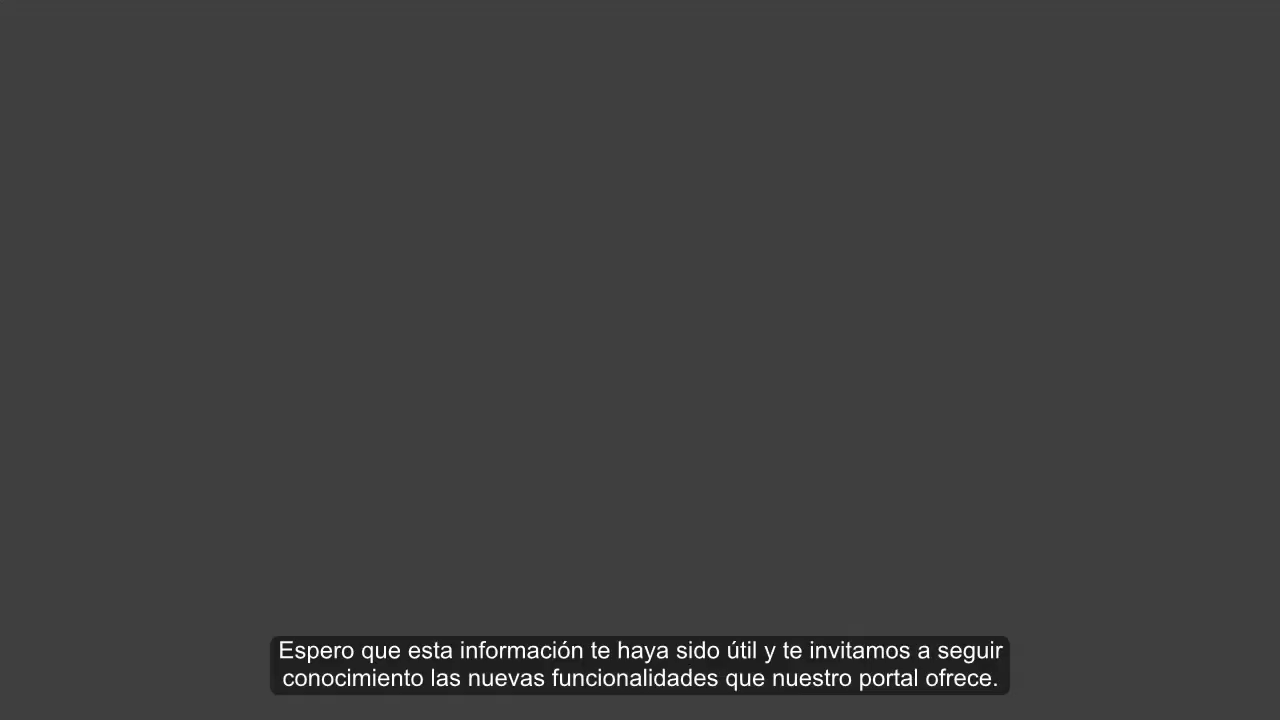 Espero que esta información te haya sido útil y te invitamos a seguir
conocimiento las nuevas funcionalidades que nuestro portal ofrece.